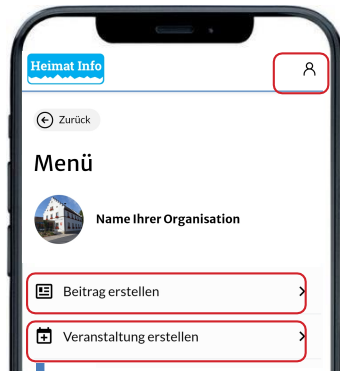 Heimat Info
Zurück
Menü
Name Ihrer Organisation
Beitrag erstellen
Veranstaltung erstellen